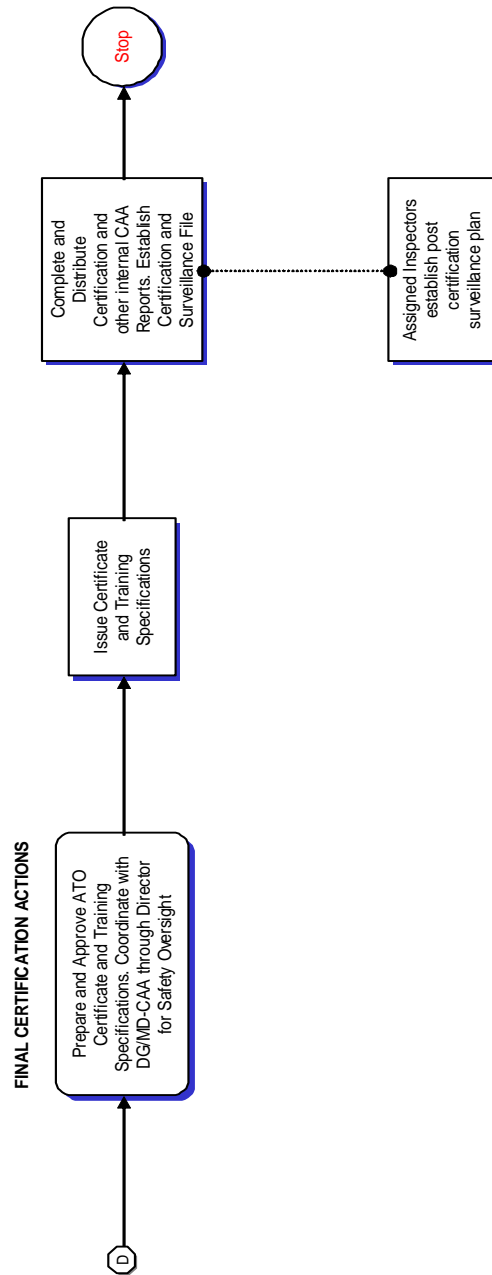 FINAL CERTIFICATION ACTIONS
D
Prepare and Approve ATO
Certificate and Training
Specifications. Coordinate with
DG/MD-CAA through Director
for Safety Oversight
Issue Certificate
and Training
Specifications
Complete and
Distribute
Certification and
other internal CAA
Reports. Establish
Certification and
Surveillance File
Stop
Assigned Inspectors
establish post
certification
surveillance plan